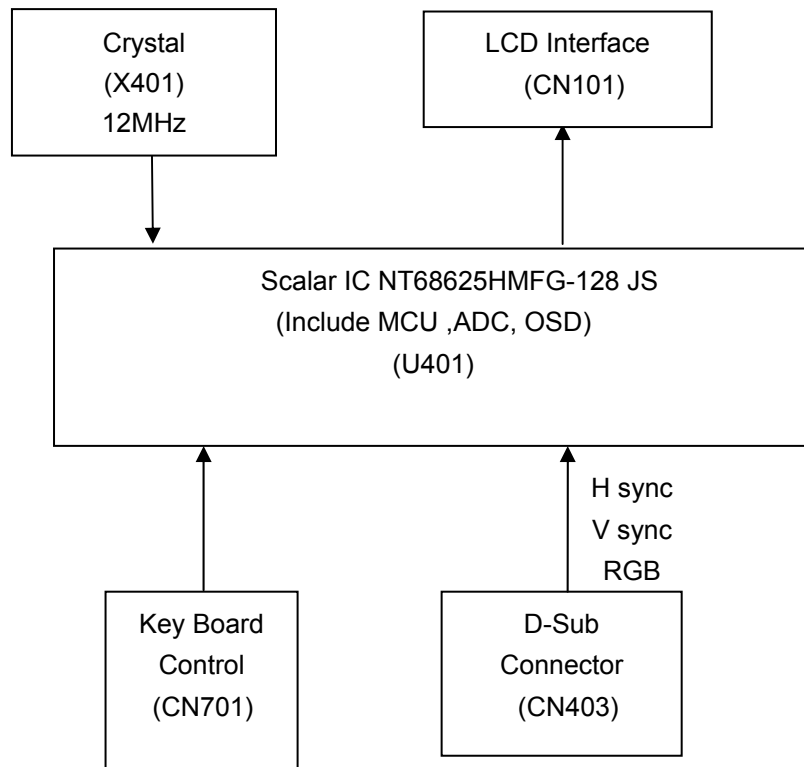 Crystal
(X401)
12MHz
LCD Interface
(CN101)
Scalar IC NT68625HMFG-128 JS
(Include MCU ,ADC, OSD)
(U401)
H sync
V sync
RGB
Key Board
Control
(CN701)
D-Sub
Connector
(CN403)